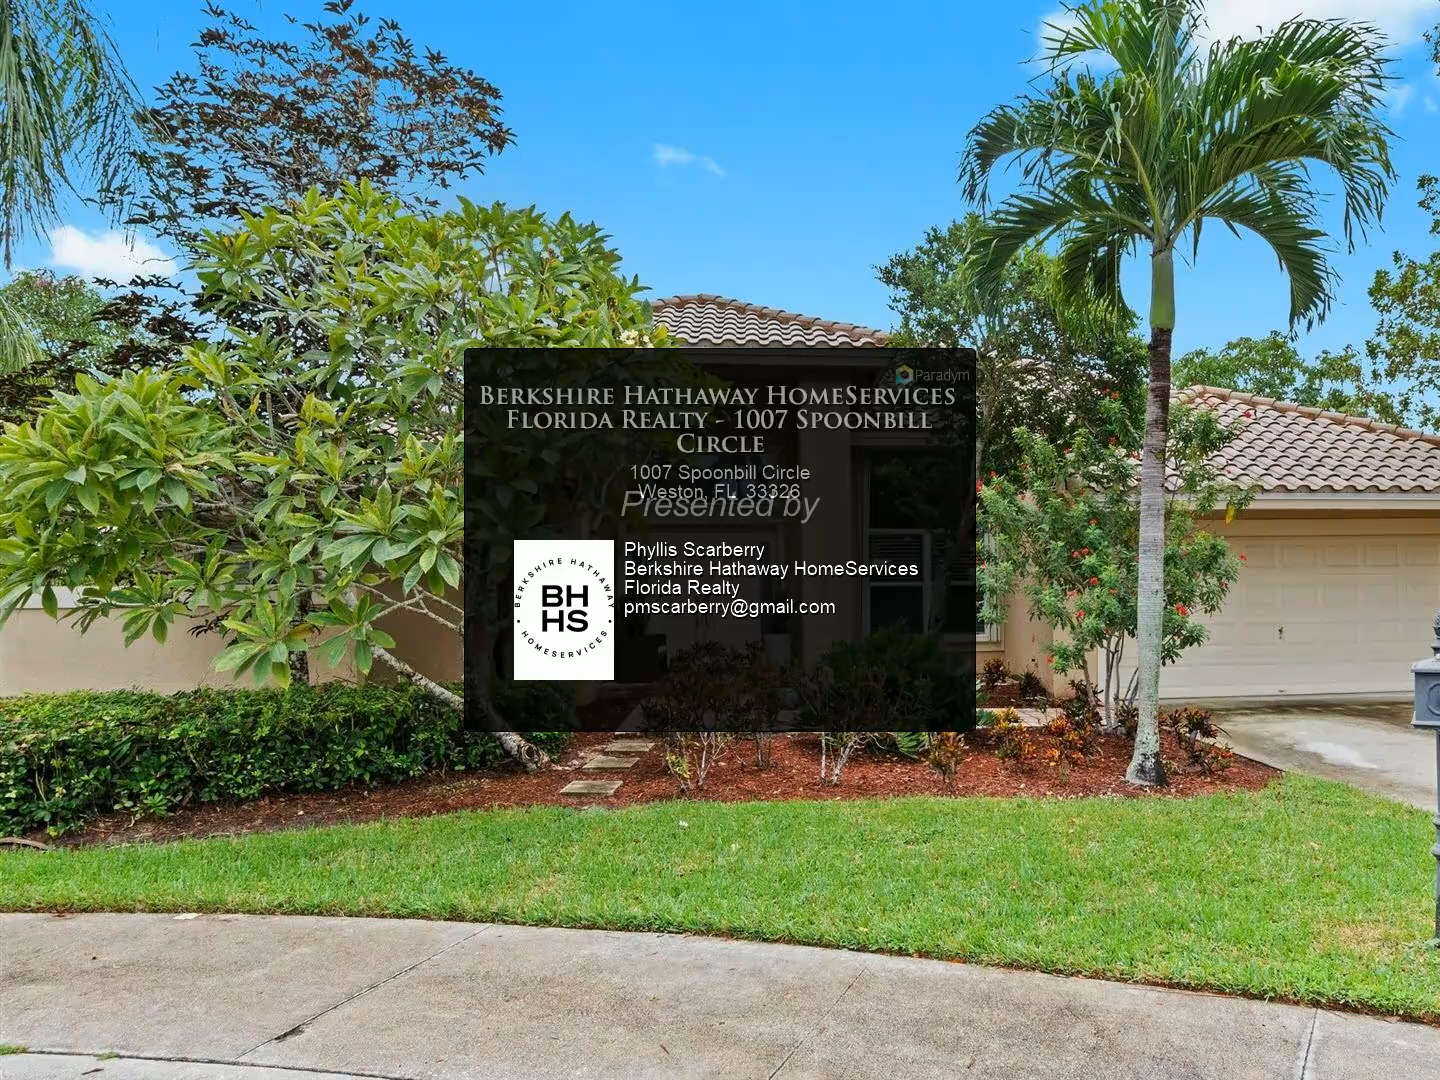 Paradym
Berkshire Hathaway HomeServices
Florida Realty - 1007 Spoonbill
Circle
1007 Spoonbill Circle
Weston, FL 33326
Presented by
Phyllis Scarberry
Berkshire Hathaway HomeServices
Florida Realty
pmscarberry@gmail.com
BERKSHIRE HATHAWAY
BH
HS
HOMESERVICES